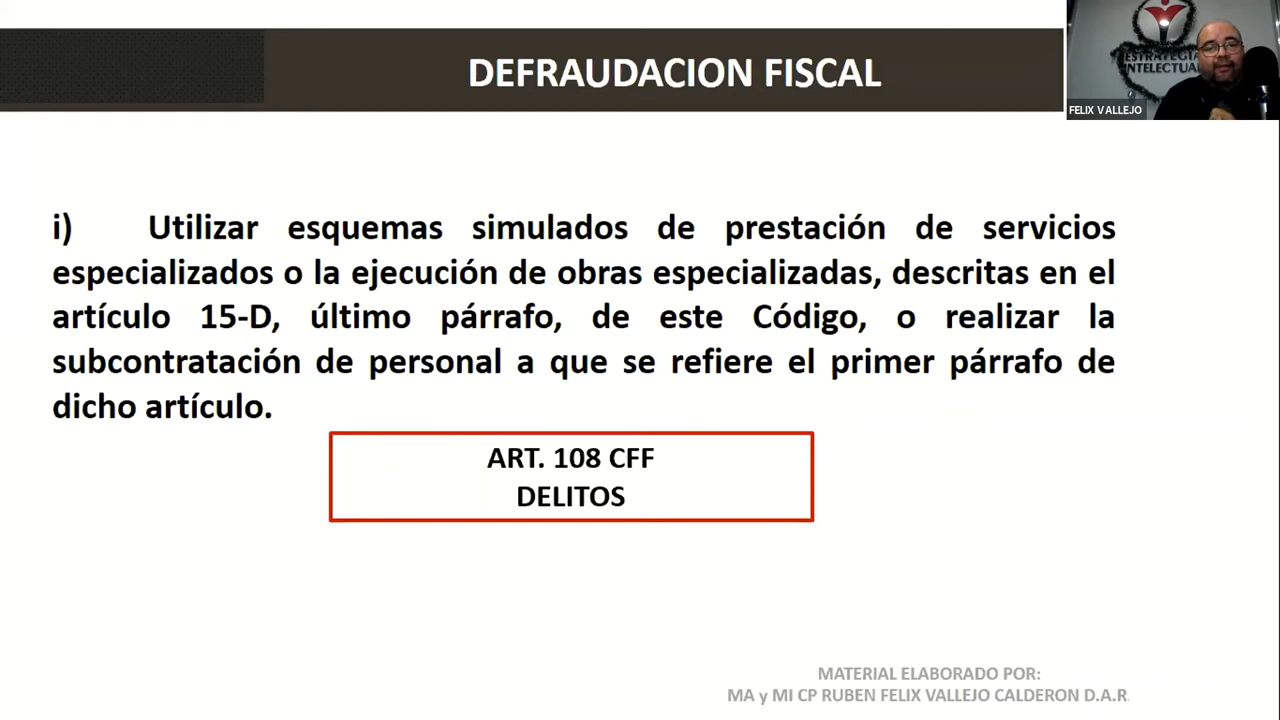 DEFRAUDACION FISCAL
ESTRATEGIA
INTELECTUAL
FELIX VALLEJO
i) Utilizar esquemas simulados de prestación de servicios
especializados o la ejecución de obras especializadas, descritas en el
artículo 15-D, último párrafo, de este Código, o realizar la
subcontratación de personal a que se refiere el primer párrafo de
dicho artículo.
ART. 108 CFF
DELITOS
MATERIAL ELABORADO POR:
MA y MI CP RUBEN FELIX VALLEJO CALDERON D.A.R.